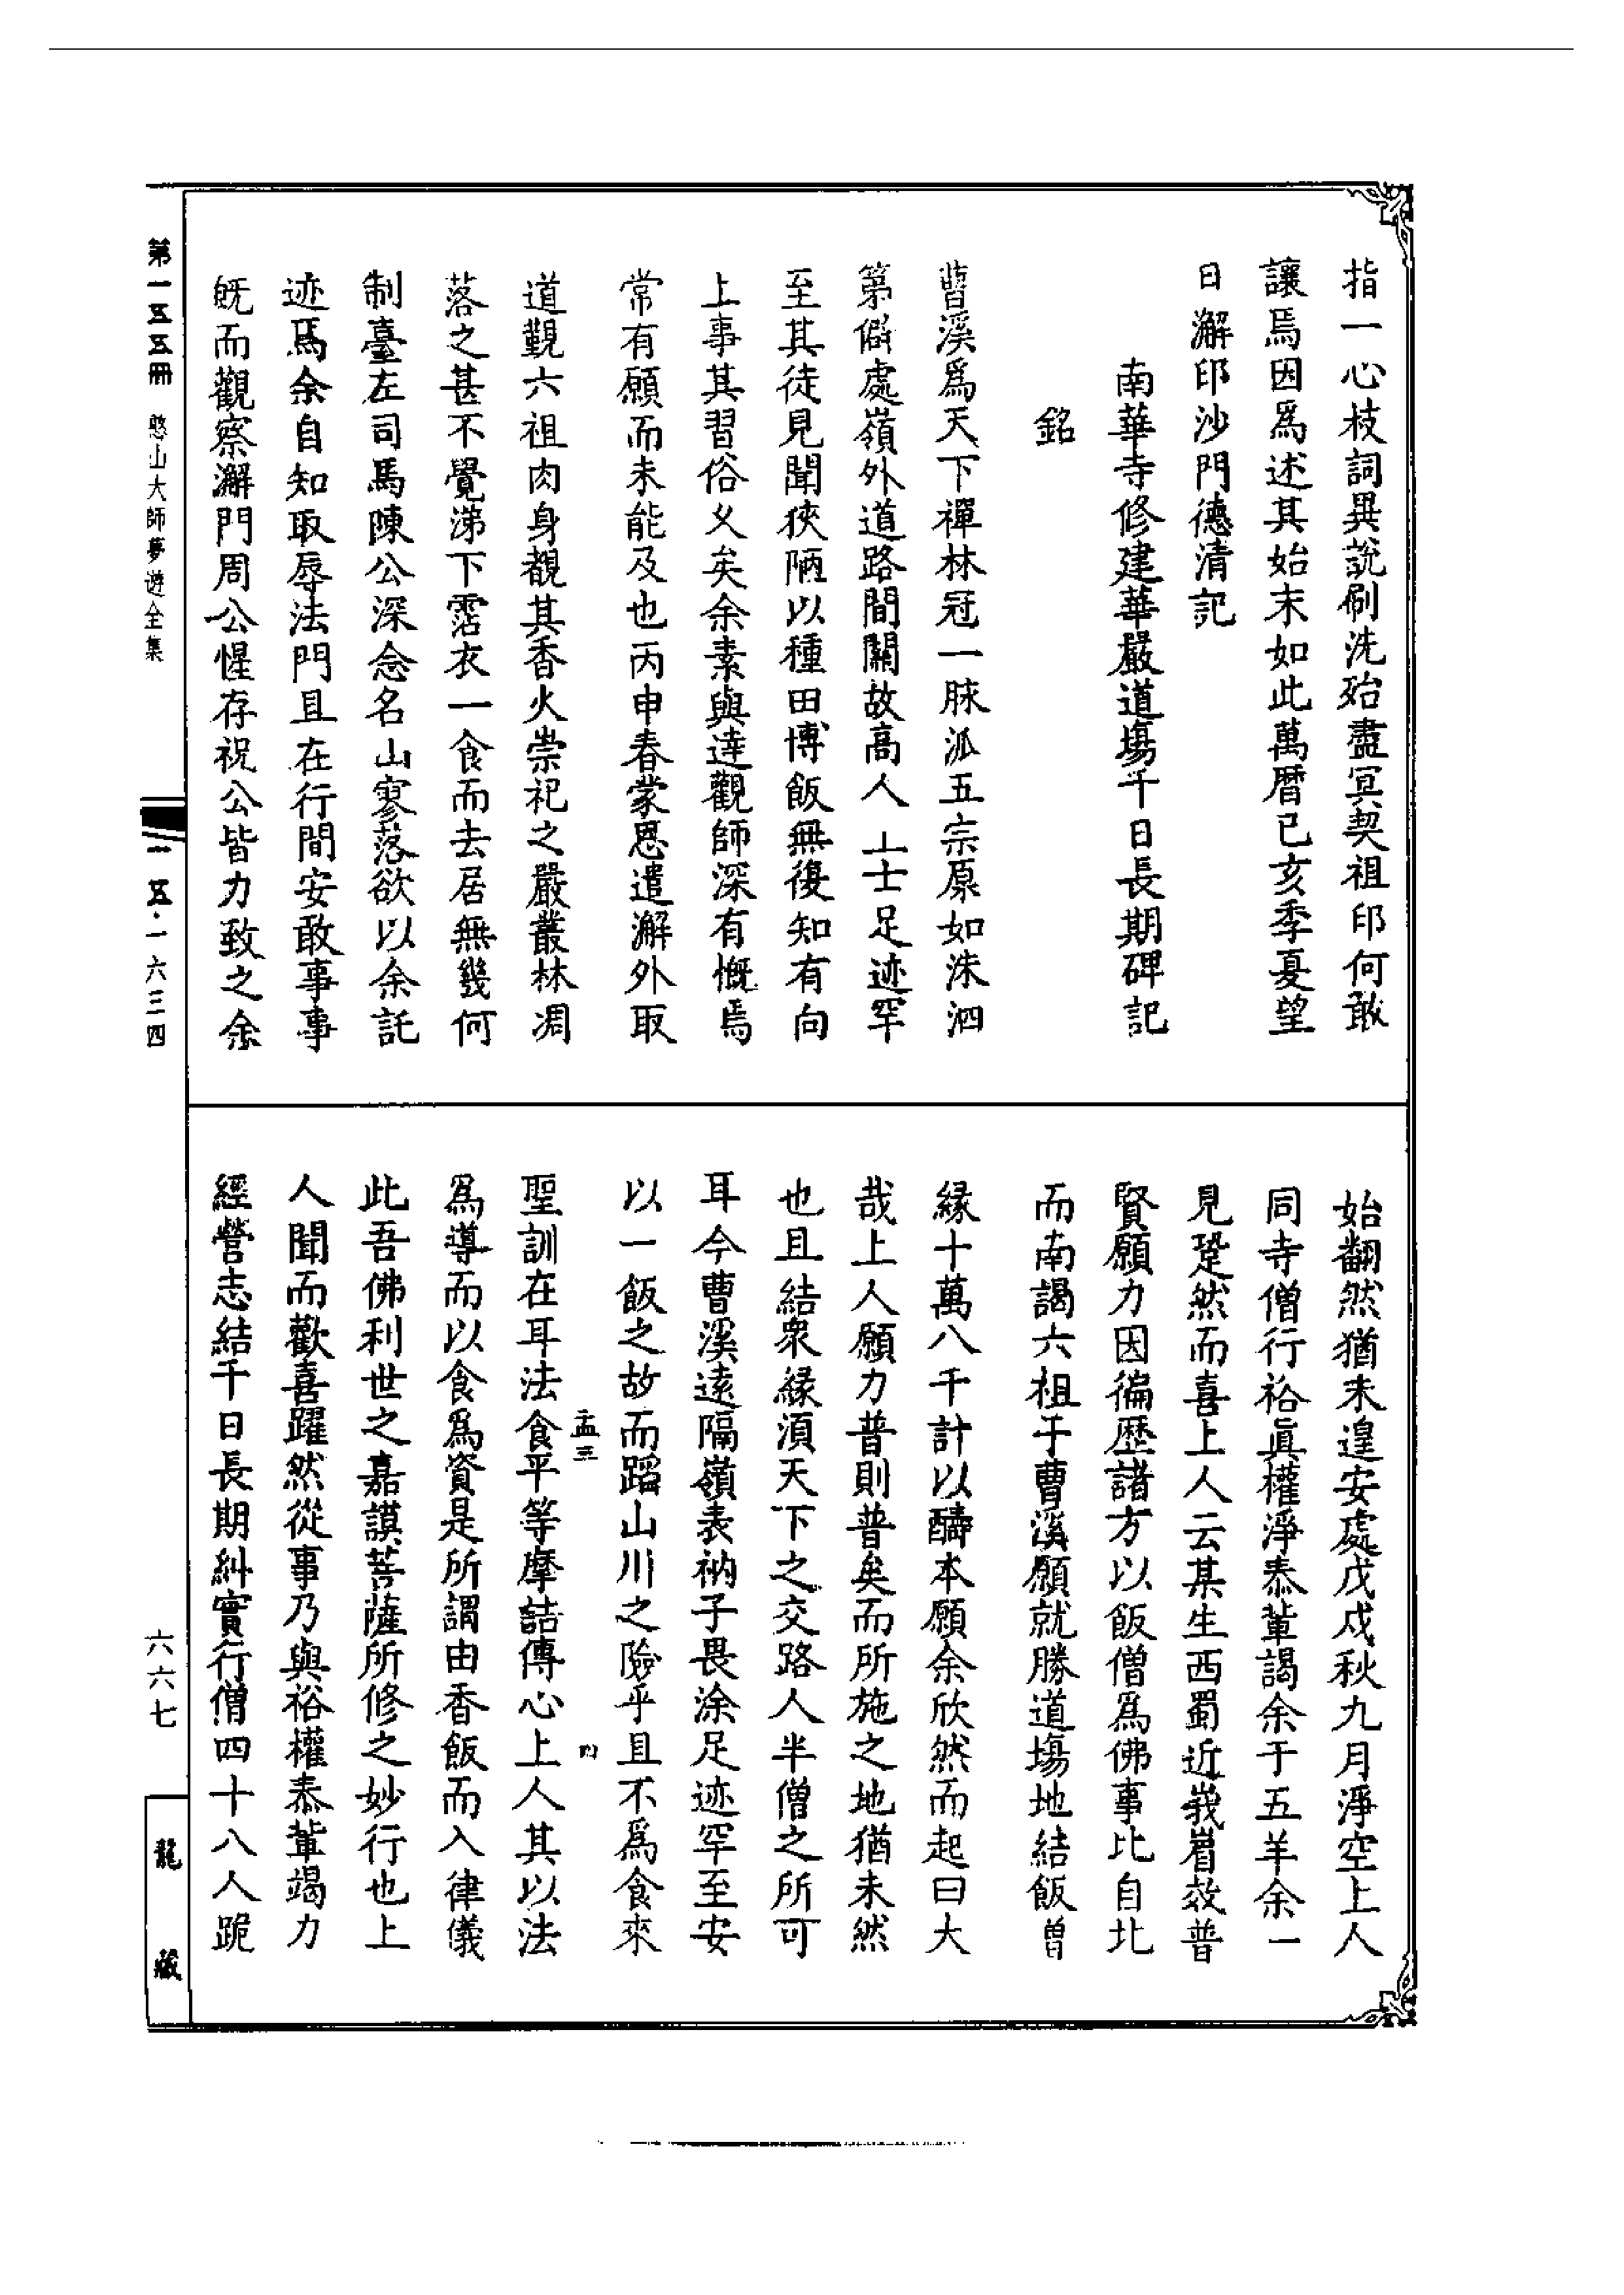 指一心枝詞異說刷洗殆盡冥契祖印何敢
讓焉因爲述其始末如此萬曆己亥季夏望
日澥印沙門德清記
南華寺修建華嚴道場千日長期碑記
銘
曹溪爲天下禪林冠一脉派五宗原如洙泗
第僻處嶺外道路間關故高人上士足迹罕
至其徒見聞狹陋以種田博飯無復知有向
上事其習俗乆矣余素與達觀師深有慨焉
常有願而未能及也丙申春蒙恩遣澥外取
道觀六祖肉身覩其香火崇祀之嚴叢林凋
落之甚不覺涕下霑衣一食而去居無幾何
制臺左司馬陳公深念名山寥落欲以余託
迹焉余自知取辱法門且在行間安敢事事
旣而觀察澥門周公惺存祝公皆力致之余
始翻然猶未遑安處戊戌秋九月淨空上人
同寺僧行裕眞權淨泰輩謁余于五羊余一
見跫然而喜上人云某生西蜀近峩眉效普
賢願力因徧歷諸方以飯僧爲佛事比自北
而南謁六祖于曹溪願就勝道場地結飯曾
緣十萬八千計以醻本願余欣然而起曰大
哉上人願力普則普矣而所施之地猶未然
也且結衆緣須天下之交路人半僧之所可
耳今曹溪遠隔嶺表衲子畏涂足迹罕至安
以一飯之故而蹈山川之險乎且不爲食來
孟三
四
聖訓在耳法食平等摩詰傳心上人其以法
爲導而以食爲資是所謂由香飯而入律儀
此吾佛利世之嘉謨菩薩所修之妙行也上
人聞而歡喜躍然從事乃與裕權泰輩竭力
經營志結千日長期糾實行僧四十八人跪
第一五五冊
憨山大師夢遊全集
一五·一六三四
六六七
龍藏